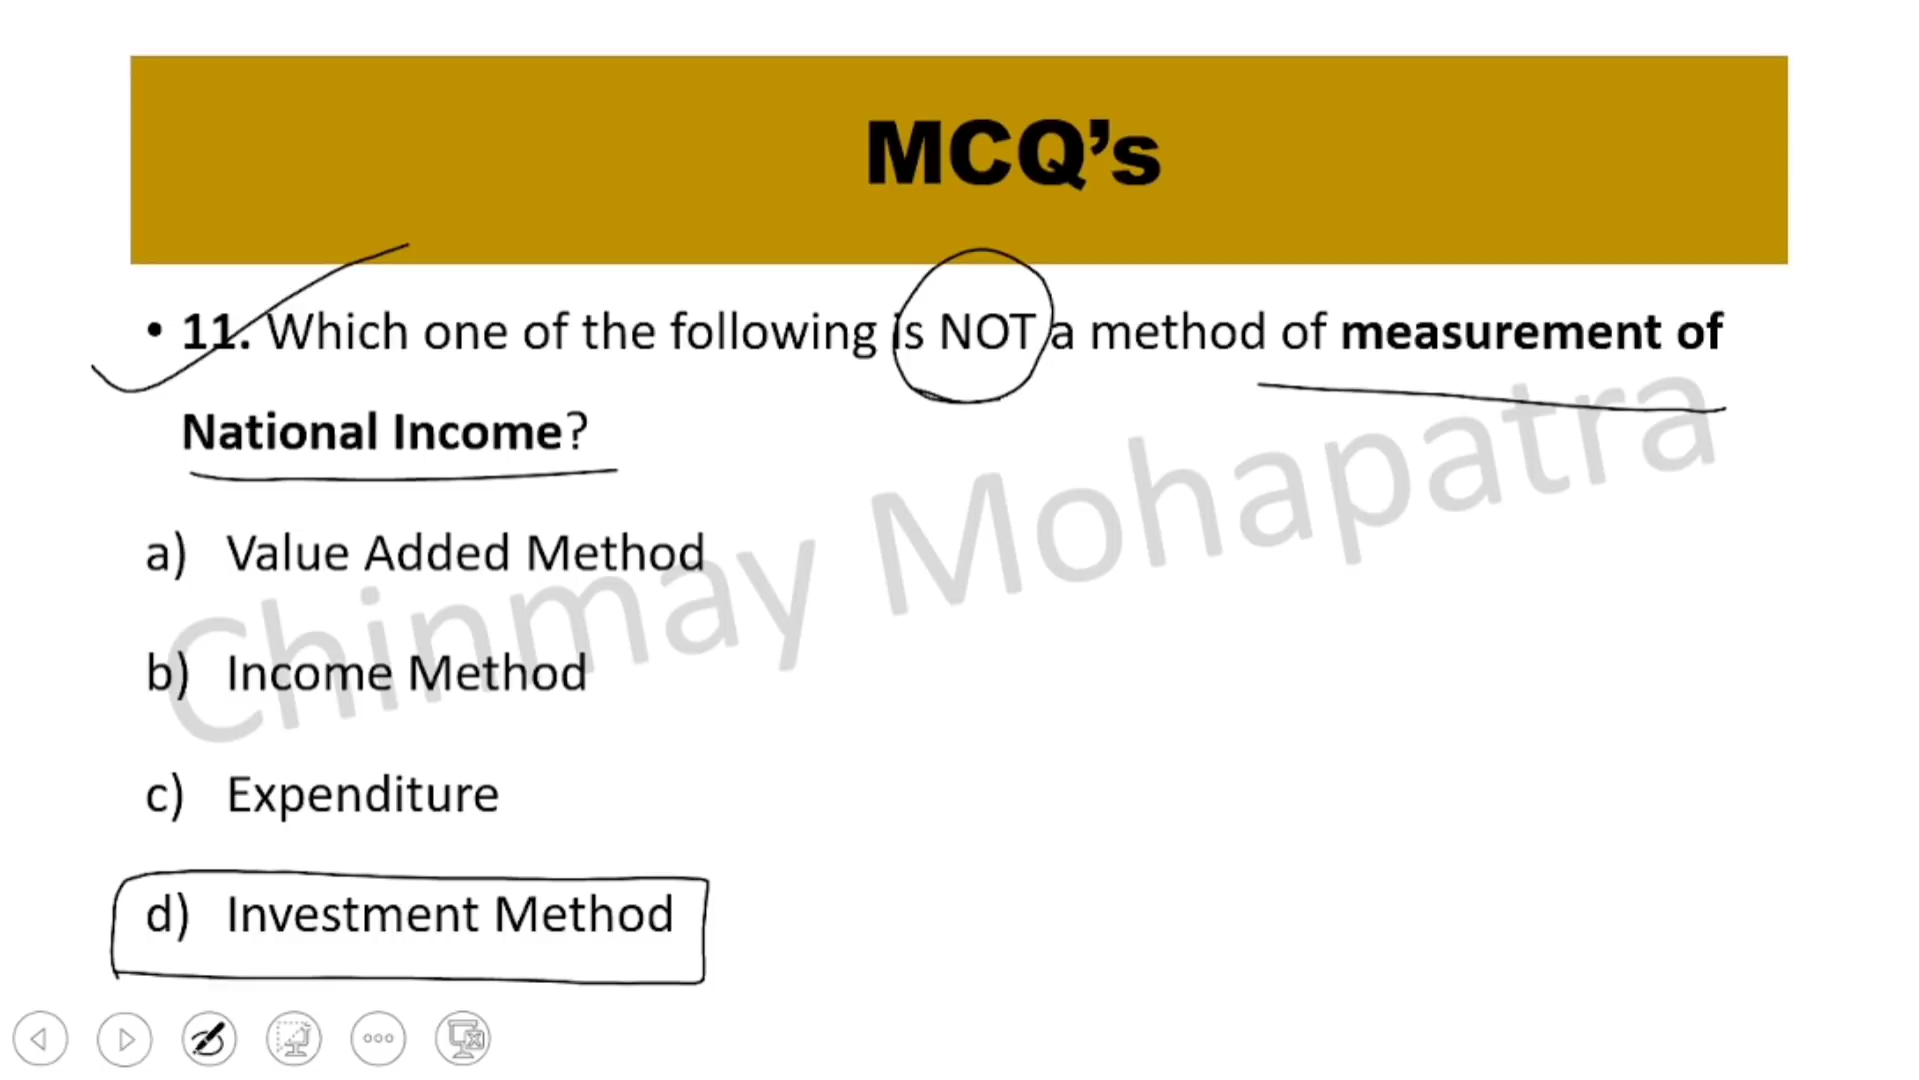 MCQ’s
• 11. Which one of the following is NOT a method of measurement of
National Income?
a) Value Added Method
b) Income Method
c) Expenditure
d) Investment Method
Chinmay Mohapatra